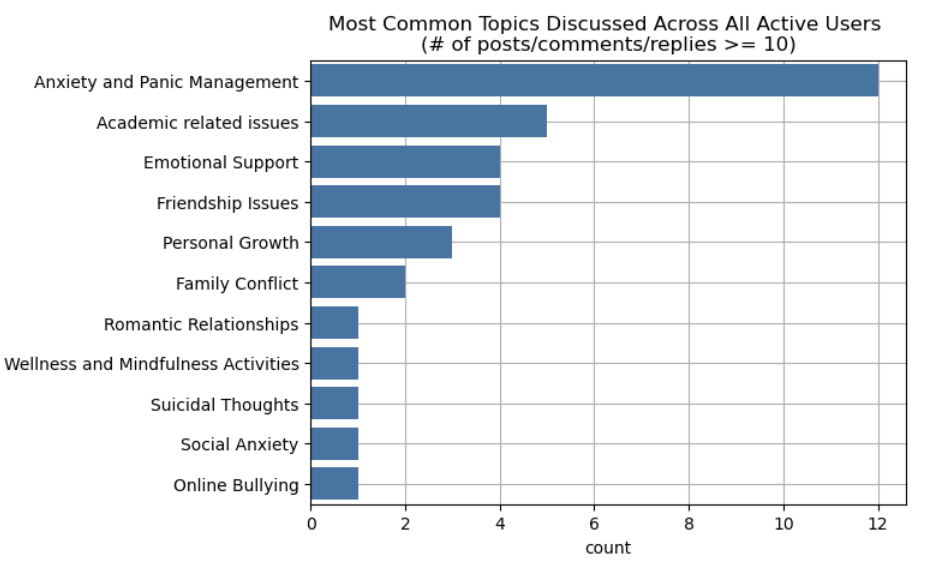 Most Common Topics Discussed Across All Active Users
(# of posts/comments/replies >= 10)
Anxiety and Panic Management
Academic related issues
Emotional Support
Friendship Issues
Personal Growth
Family Conflict
Romantic Relationships
Wellness and Mindfulness Activities
Suicidal Thoughts
Social Anxiety
Online Bullying
0 2 4 6 8 10 12
count